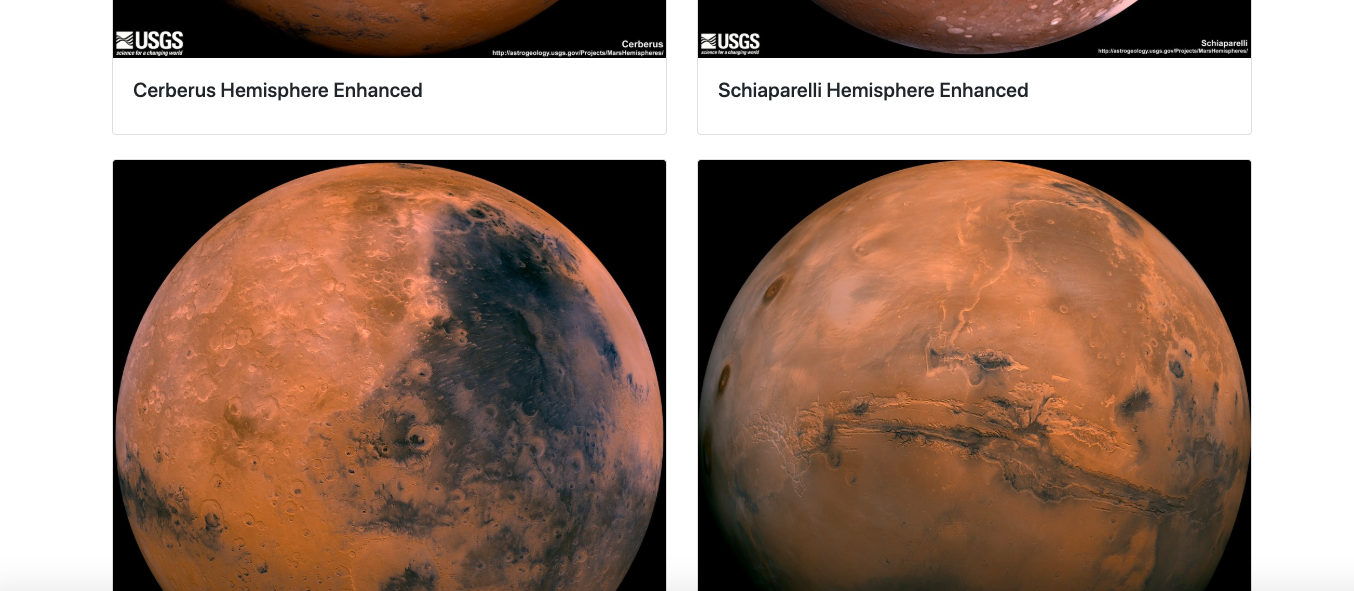 USGS
science for a changing world
Cerberus
http://astrogeology.usgs.gov/Projects/MarsHemispheres/
USGS
science for a changing world
Schiaparelli
http://astrogeology.usgs.gov/Projects/MarsHemispheres/
Cerberus Hemisphere Enhanced
Schiaparelli Hemisphere Enhanced